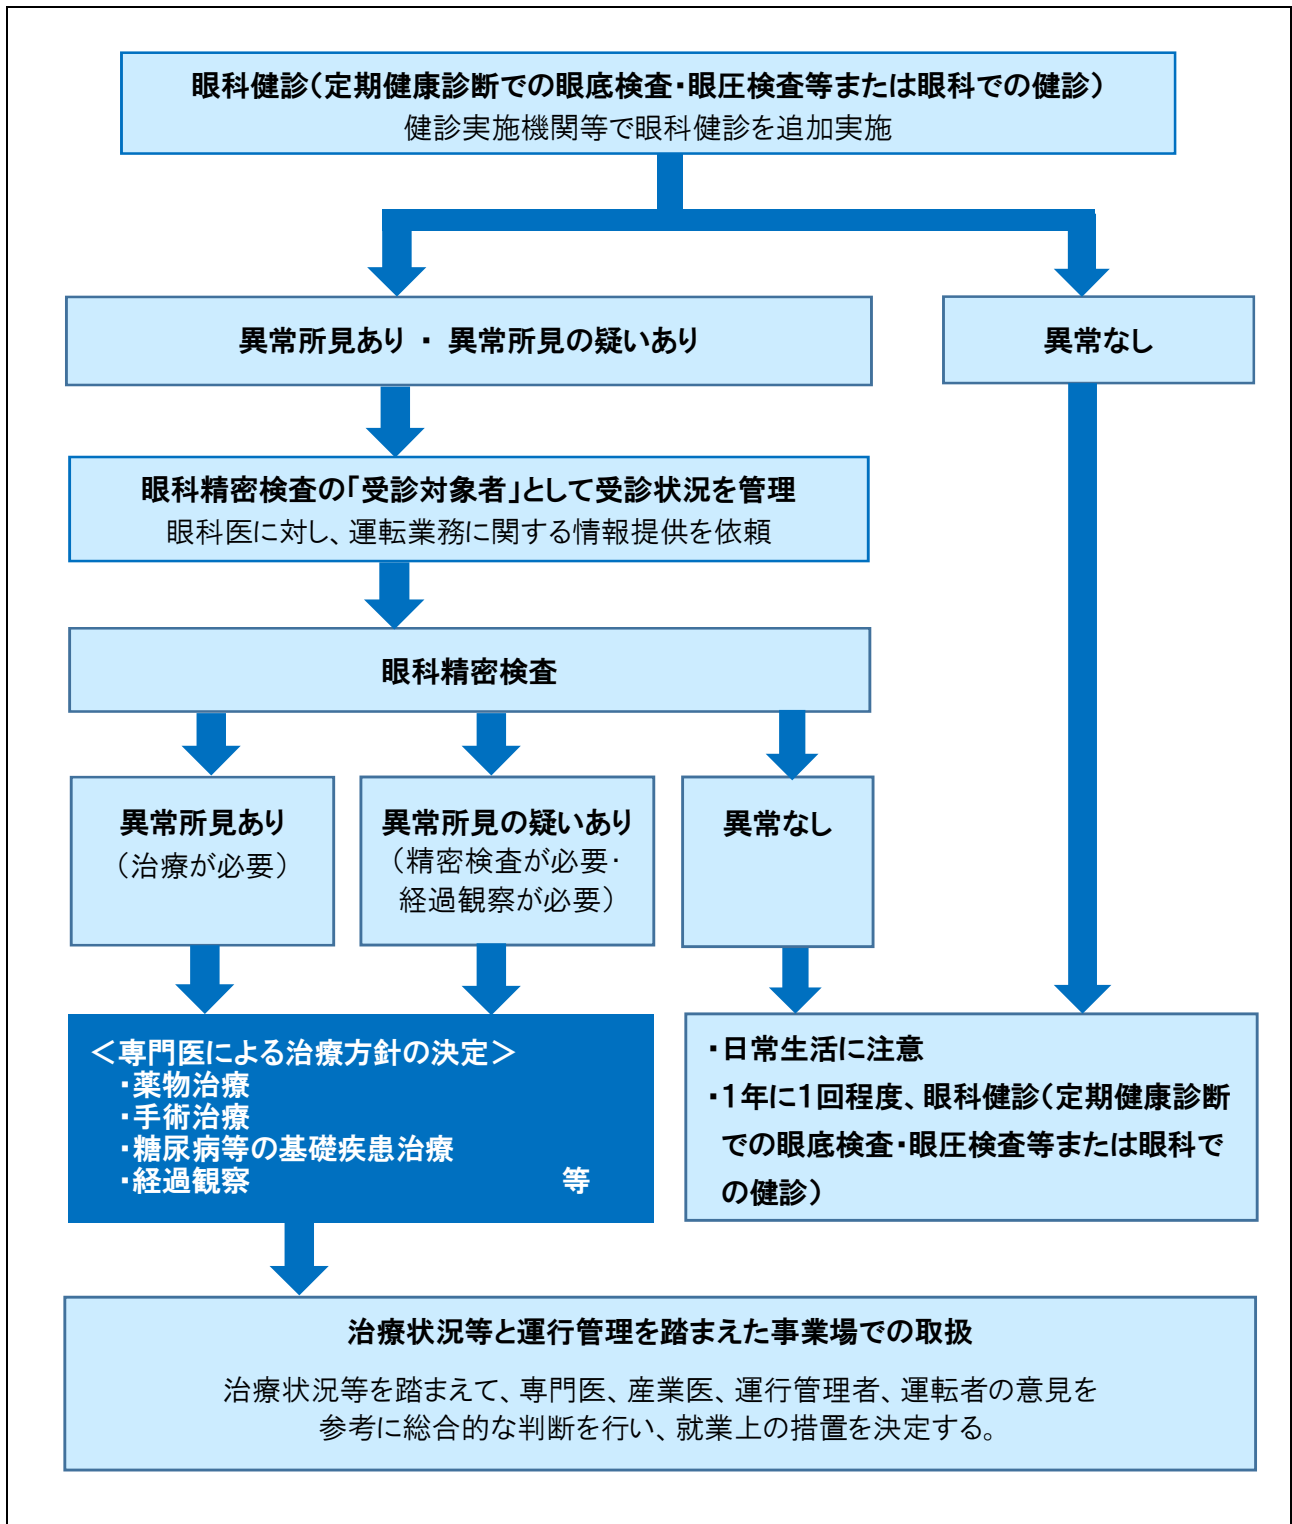 眼科健診（定期健康診断での眼底検査・眼圧検査等または眼科での健診）
健診実施機関等で眼科健診を追加実施
異常所見あり ・ 異常所見の疑いあり
異常なし
眼科精密検査の「受診対象者」として受診状況を管理
眼科医に対し、運転業務に関する情報提供を依頼
眼科精密検査
異常所見あり
（治療が必要）
異常所見の疑いあり
（精密検査が必要・
経過観察が必要）
異常なし
＜専門医による治療方針の決定＞
・薬物治療
・手術治療
・糖尿病等の基礎疾患治療
・経過観察 等
・日常生活に注意
・1年に1回程度、眼科健診（定期健康診断
での眼底検査・眼圧検査等または眼科で
の健診）
治療状況等と運行管理を踏まえた事業場での取扱
治療状況等を踏まえて、専門医、産業医、運行管理者、運転者の意見を
参考に総合的な判断を行い、就業上の措置を決定する。